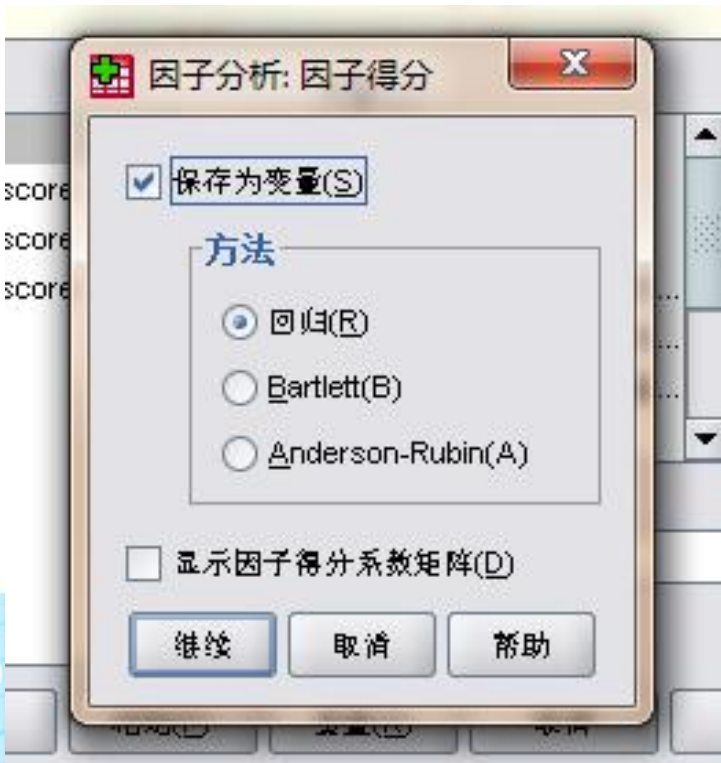 因子分析: 因子得分
score
score
score
保存为变量(S)
方法
回归(R)
Bartlett(B)
Anderson-Rubin(A)
显示因子得分系数矩阵(D)
继续
取消
帮助